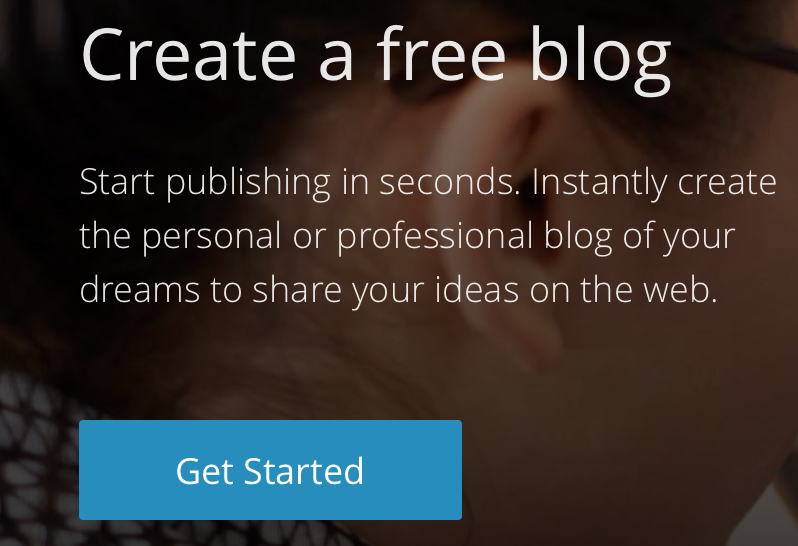 Create a free blog
Start publishing in seconds. Instantly create
the personal or professional blog of your
dreams to share your ideas on the web.
Get Started